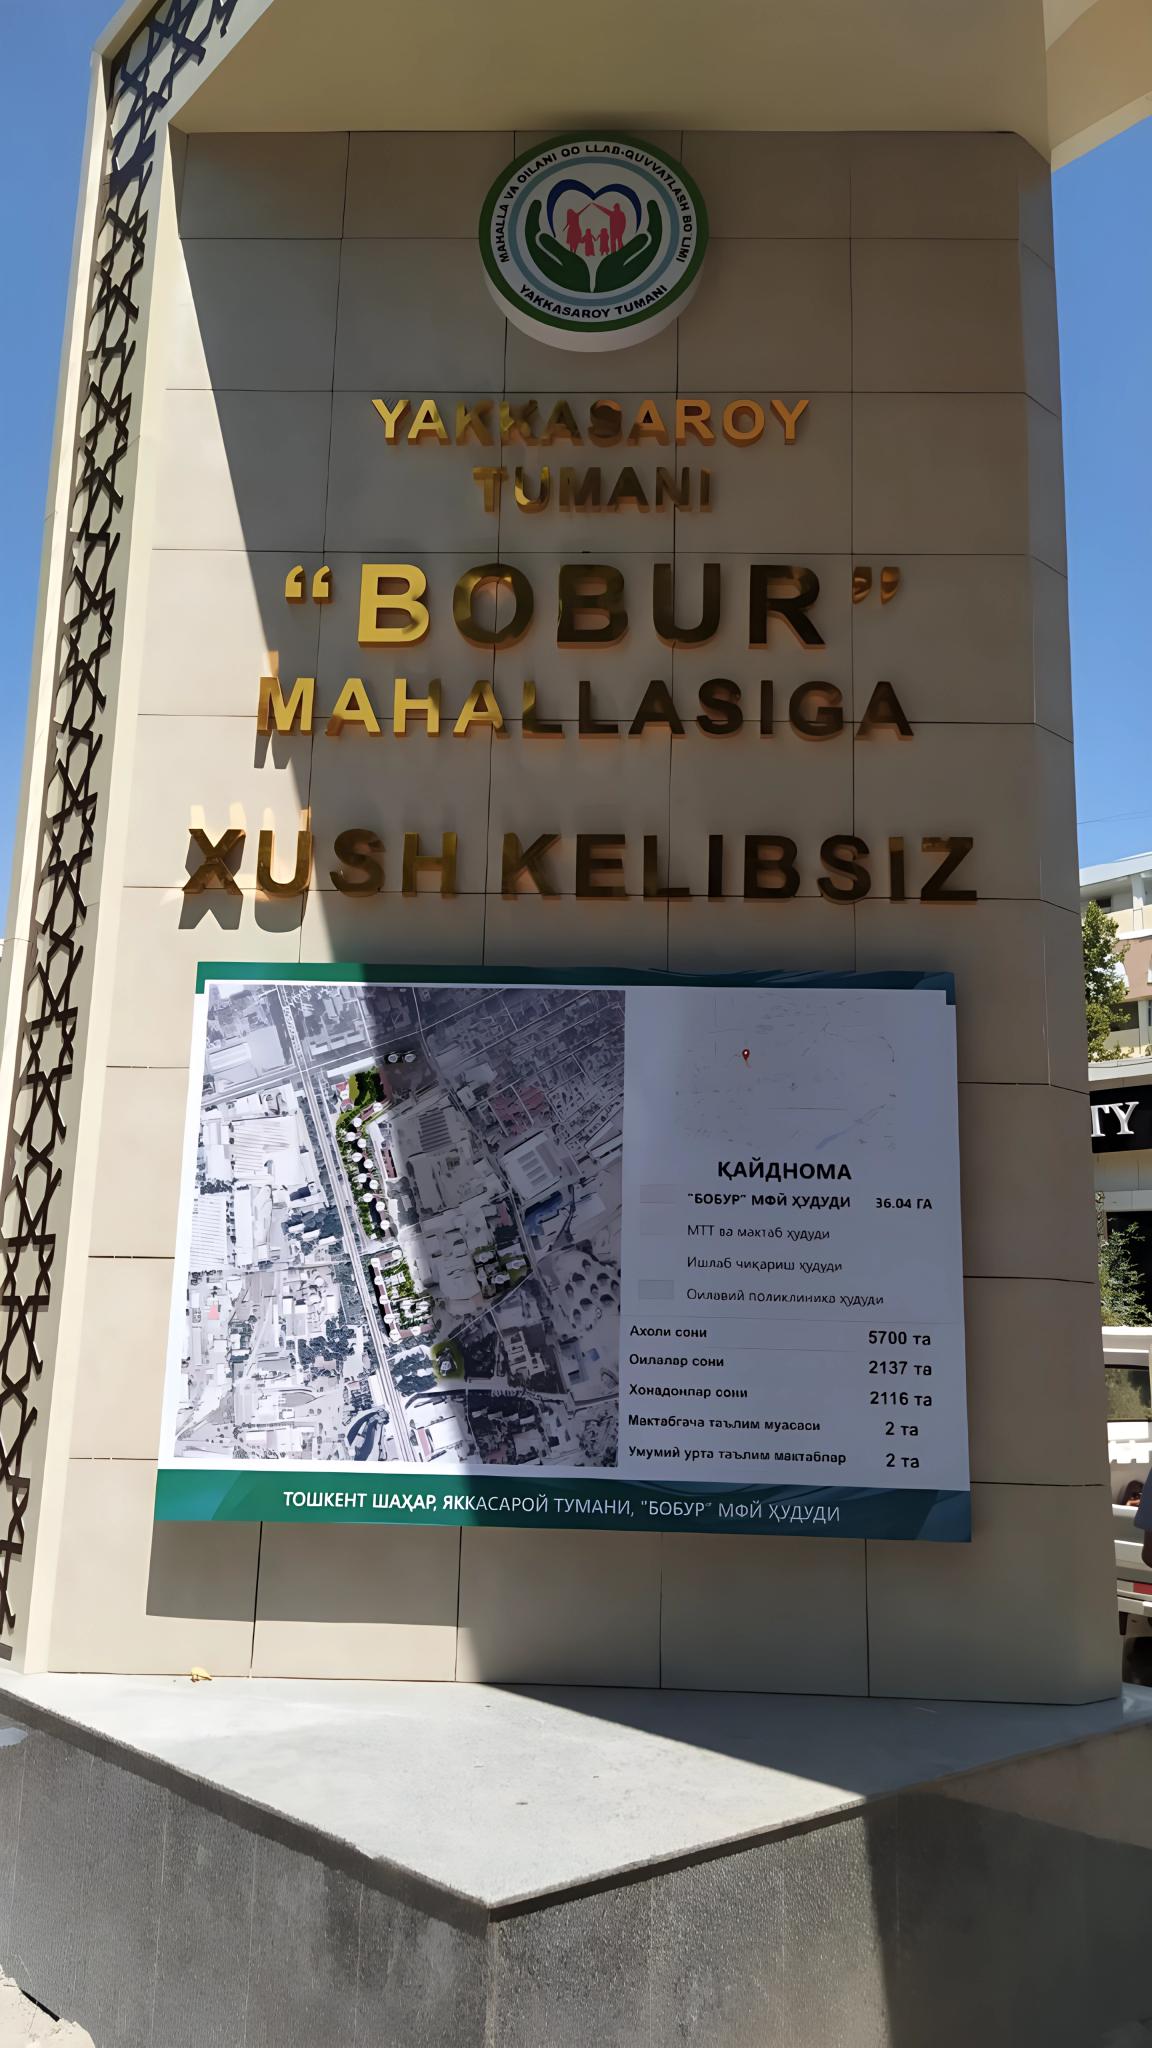 MAHALLA VA OILANI QO LLAB-QUVVATLASH BO'LIMI
YAKKASAROY TUMANI
YAKKASAROY
TUMANI
“BOBUR”
MAHALLASIGA
XUSH KELIBSIZ
ҚАЙДНОМА
"БОБУР" МФЙ ҲУДУДИ 36.04 ГА
МТТ ва мактаб ҳудуди
Ишлаб чиқариш ҳудуди
Оилавий поликлиника ҳудуди
Аҳоли сони 5700 та
Оилалар сони 2137 та
Хонадонлар сони 2116 та
Мактабгача таълим муасаси 2 та
Умумий урта таълим мактаблар 2 та
ТОШКЕНТ ШАҲАР, ЯККАСАРОЙ ТУМАНИ, "БОБУР" МФЙ ҲУДУДИ
TY